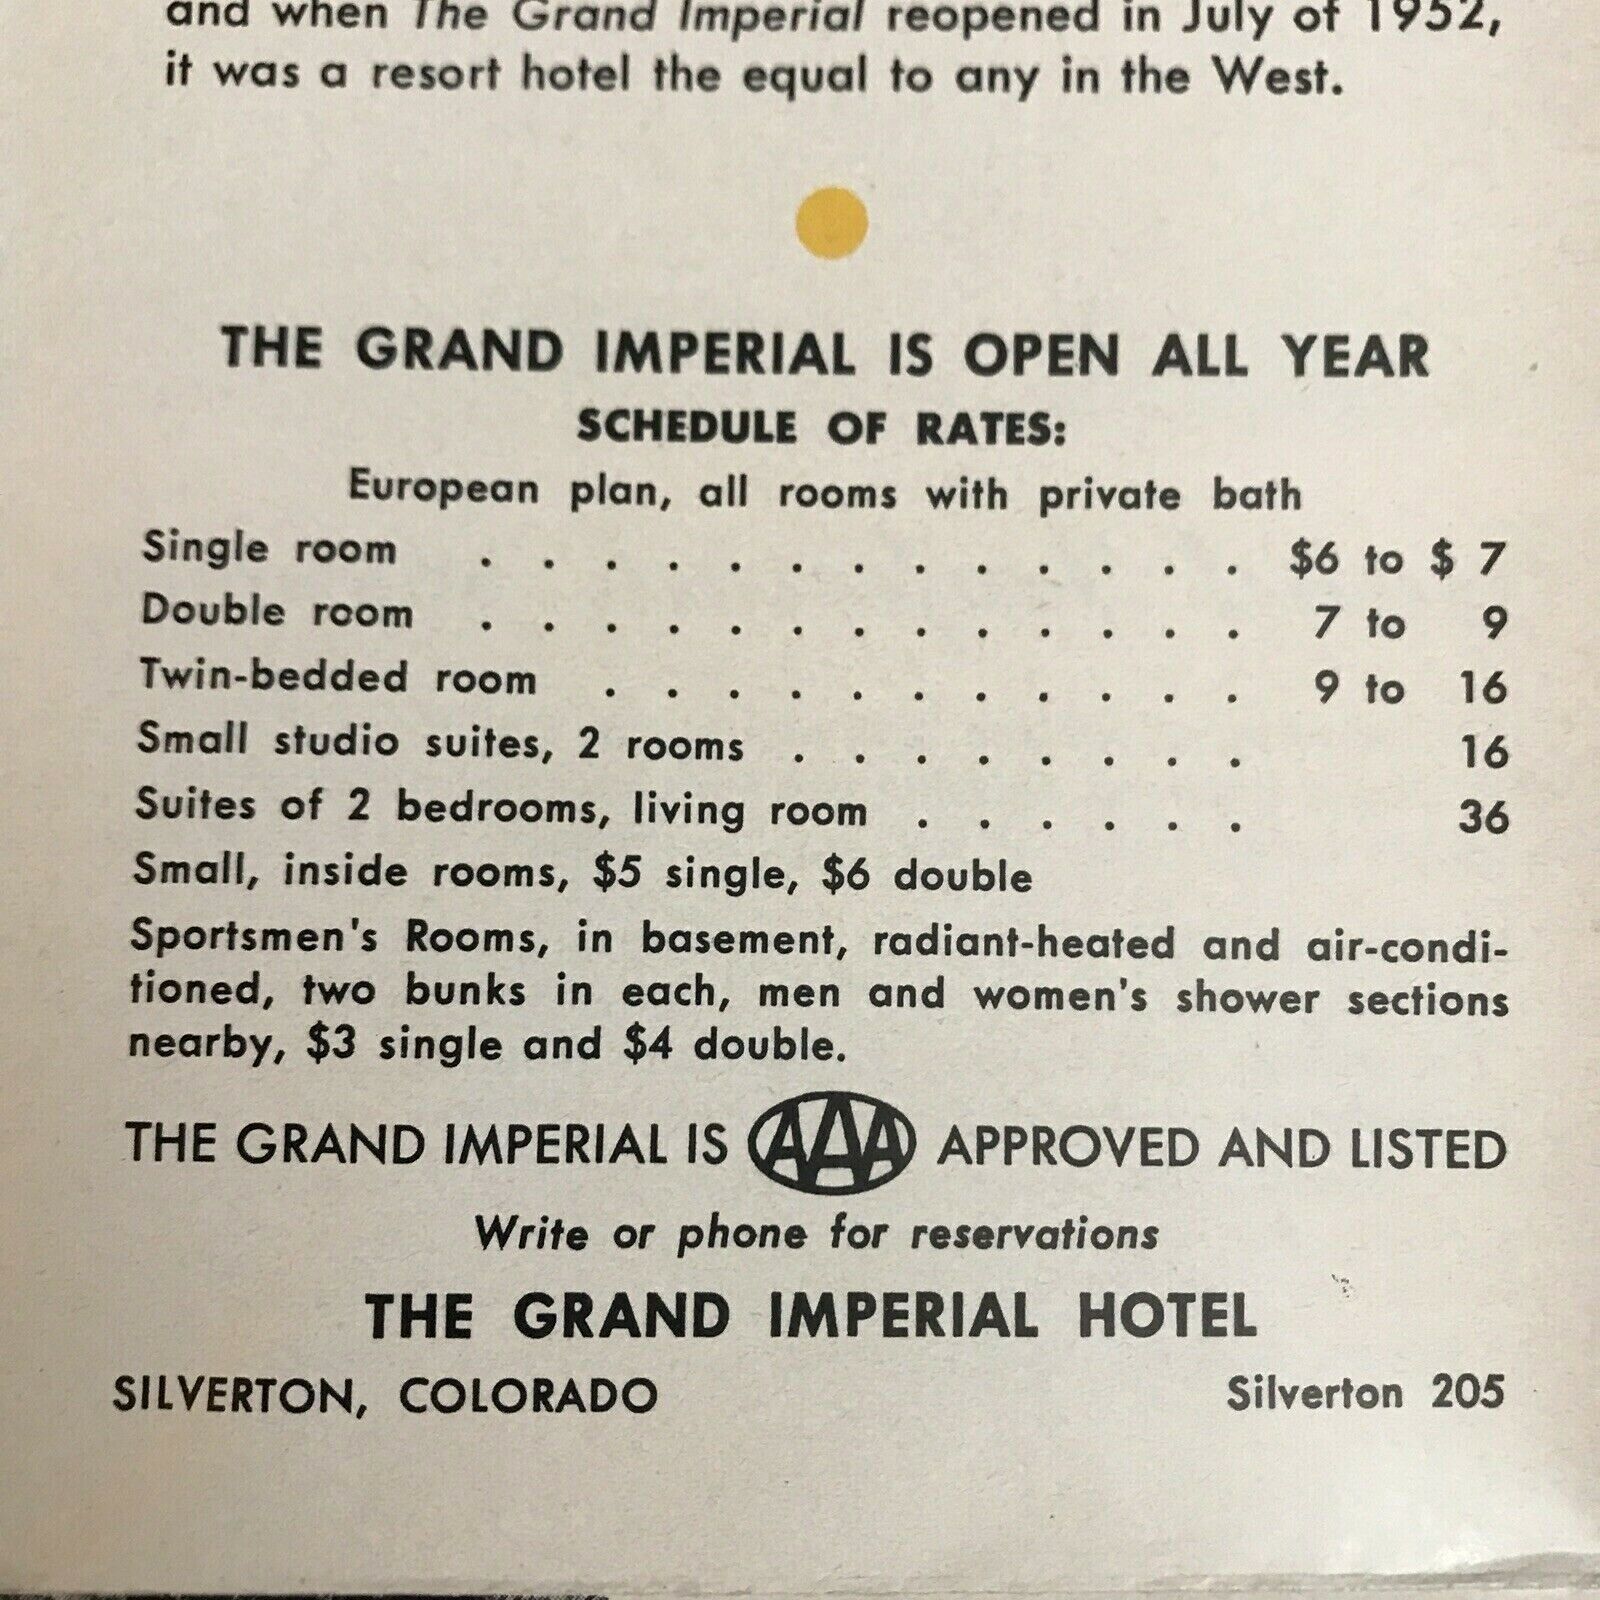 and when The Grand Imperial reopened in July of 1952,
it was a resort hotel the equal to any in the West.
THE GRAND IMPERIAL IS OPEN ALL YEAR
SCHEDULE OF RATES:
European plan, all rooms with private bath
Single room . . . . . . . . . . . . . $6 to $ 7
Double room . . . . . . . . . . . . . 7 to 9
Twin-bedded room . . . . . . . . . . . 9 to 16
Small studio suites, 2 rooms . . . . . . . . 16
Suites of 2 bedrooms, living room . . . . . . 36
Small, inside rooms, $5 single, $6 double
Sportsmen's Rooms, in basement, radiant-heated and air-condi-
tioned, two bunks in each, men and women's shower sections
nearby, $3 single and $4 double.
THE GRAND IMPERIAL IS AAA APPROVED AND LISTED
Write or phone for reservations
THE GRAND IMPERIAL HOTEL
SILVERTON, COLORADO Silverton 205